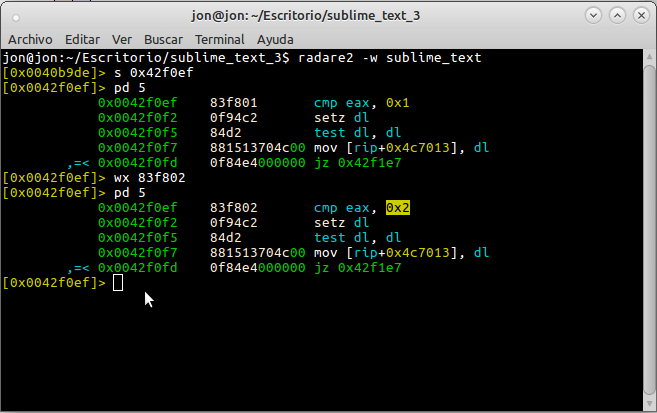 jon@jon: ~/Escritorio/sublime_text_3
Archivo Editar Ver Buscar Terminal Ayuda
jon@jon:~/Escritorio/sublime_text_3$ radare2 -w sublime_text
[0x0040b9de]> s 0x42f0ef
[0x0042f0ef]> pd 5
0x0042f0ef 83f801 cmp eax, 0x1
0x0042f0f2 0f94c2 setz dl
0x0042f0f5 84d2 test dl, dl
0x0042f0f7 881513704c00 mov [rip+0x4c7013], dl
,=< 0x0042f0fd 0f84e4000000 jz 0x42f1e7
[0x0042f0ef]> wx 83f802
[0x0042f0ef]> pd 5
0x0042f0ef 83f802 cmp eax, 0x2
0x0042f0f2 0f94c2 setz dl
0x0042f0f5 84d2 test dl, dl
0x0042f0f7 881513704c00 mov [rip+0x4c7013], dl
,=< 0x0042f0fd 0f84e4000000 jz 0x42f1e7
[0x0042f0ef]>